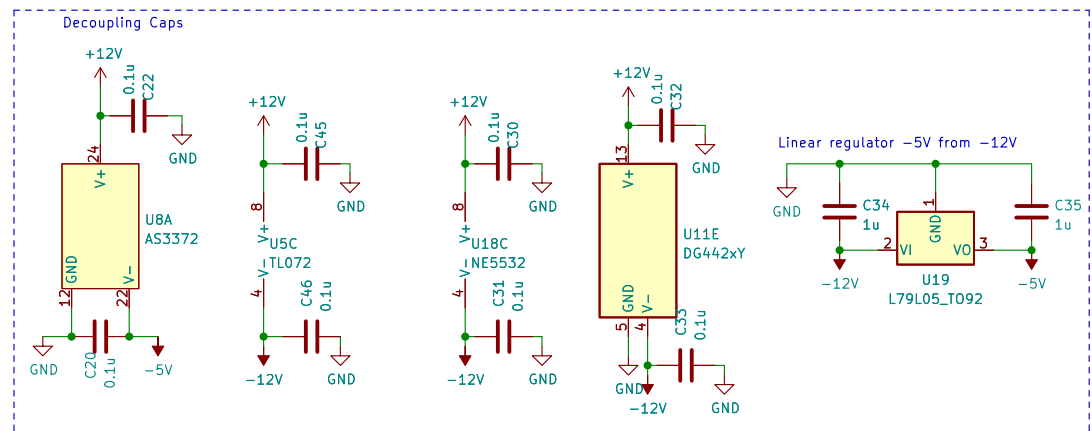 Decoupling Caps
+12V
0.1u
C22
GND
24
V+
U8A
AS3372
GND
V-
12
22
GND
C20
0.1u
-5V
+12V
0.1u
C45
GND
8
V+
U5C
TL072
V-
4
C46
0.1u
-12V
GND
+12V
0.1u
C30
GND
8
V+
U18C
NE5532
V-
4
C31
0.1u
-12V
GND
+12V
0.1u
C32
GND
13
V+
U11E
DG442xY
GND
V-
5
4
C33
0.1u
GND
-12V
GND
Linear regulator -5V from -12V
GND
C34
1u
1
GND
C35
1u
2
VI
VO
3
-12V
U19
L79L05_TO92
-5V